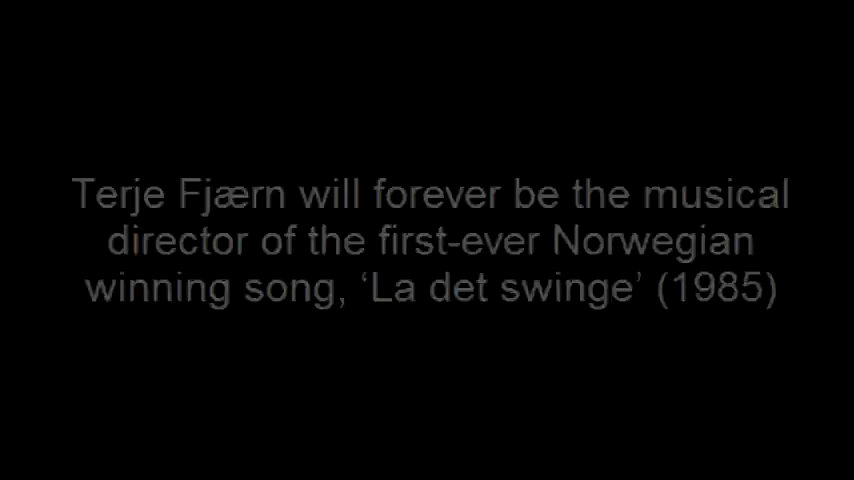 Terje Fjærn will forever be the musical
director of the first-ever Norwegian
winning song, ‘La det swinge’ (1985)